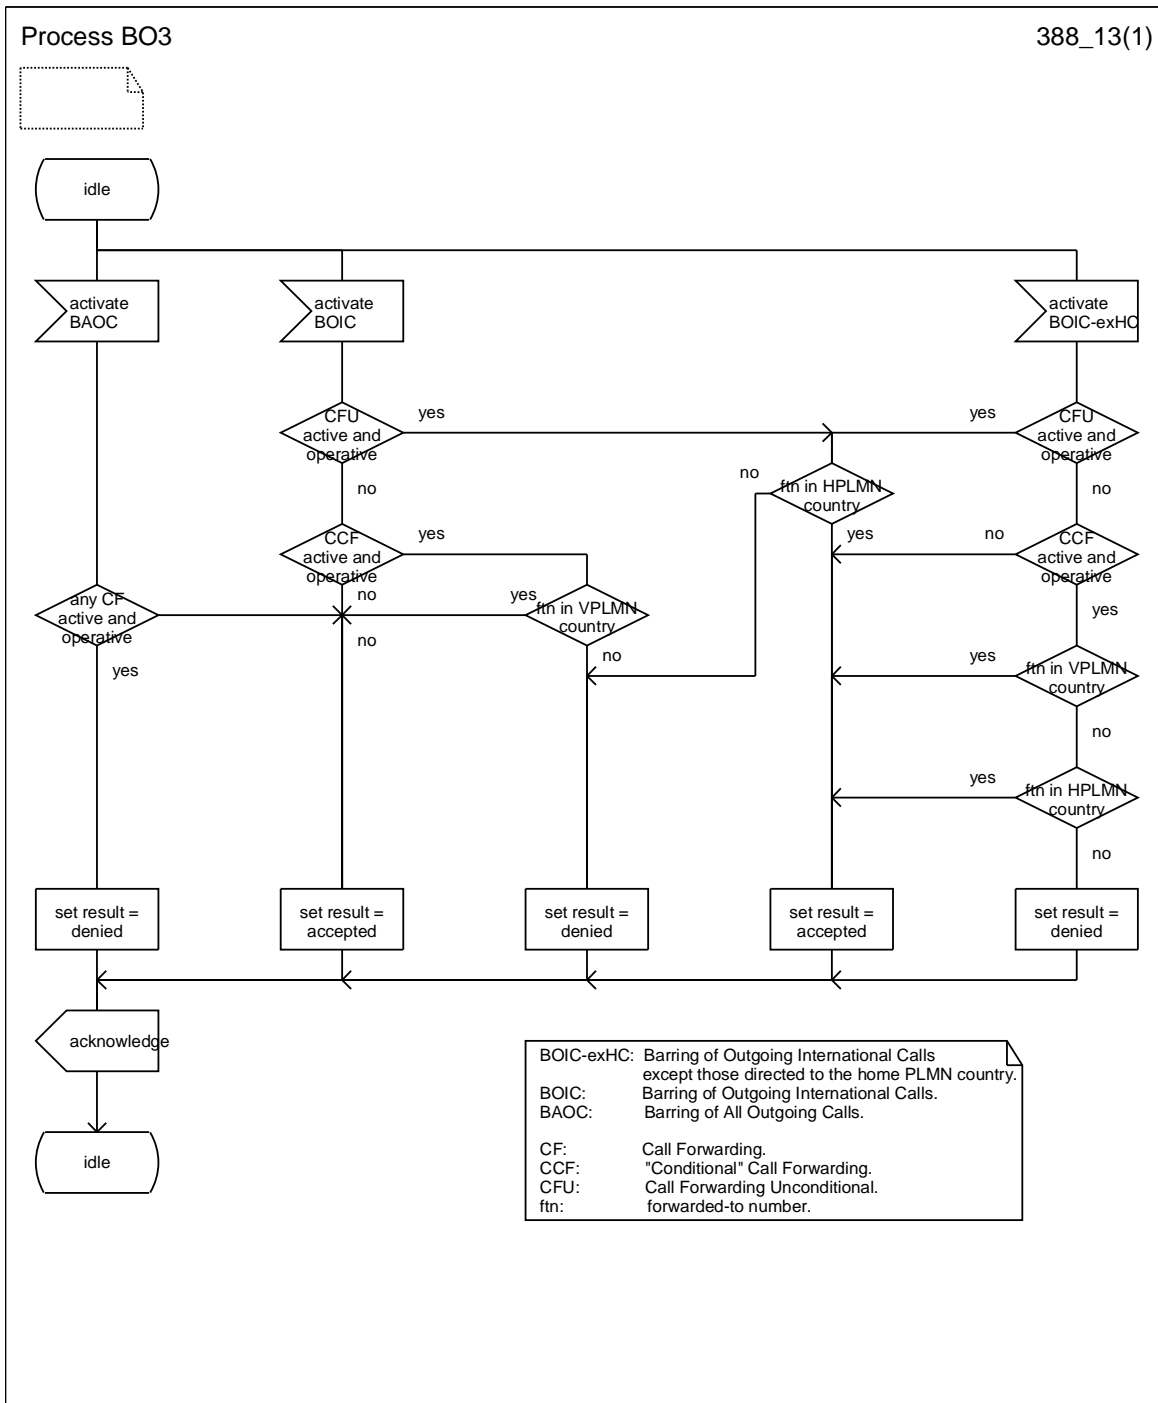 Process BO3
388_13(1)
idle
activate
BAOC
activate
BOIC
activate
BOIC-exHC
CFU
active and
operative
yes
yes
CFU
active and
operative
no
no
ftn in HPLMN
country
no
yes
no
CCF
active and
operative
yes
no
CCF
active and
operative
yes
any CF
active and
operative
no
yes
no
yes
ftn in VPLMN
country
no
yes
ftn in VPLMN
country
no
yes
ftn in HPLMN
country
no
set result =
denied
set result =
accepted
set result =
denied
set result =
accepted
set result =
denied
acknowledge
idle
BOIC-exHC: Barring of Outgoing International Calls
except those directed to the home PLMN country.
BOIC: Barring of Outgoing International Calls.
BAOC: Barring of All Outgoing Calls.
CF: Call Forwarding.
CCF: "Conditional" Call Forwarding.
CFU: Call Forwarding Unconditional.
ftn: forwarded-to number.